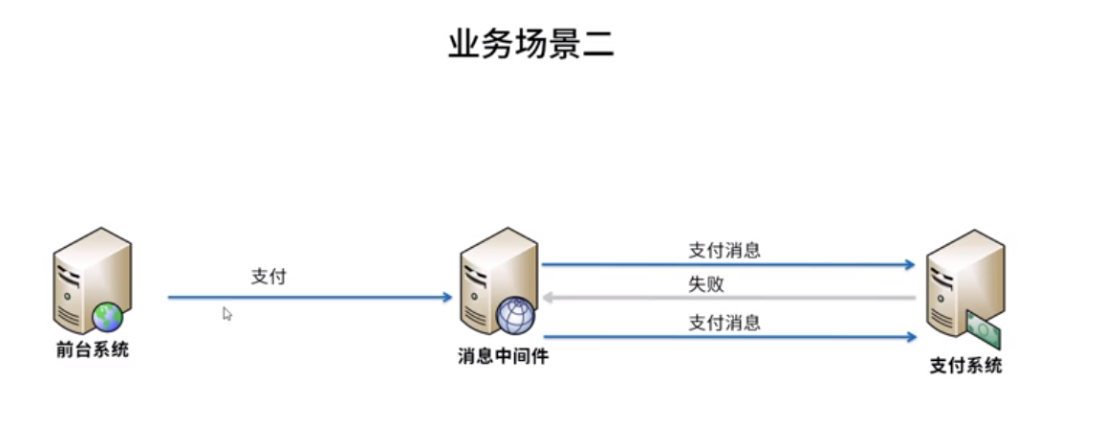 业务场景二
支付
支付消息
失败
支付消息
前台系统
消息中间件
支付系统